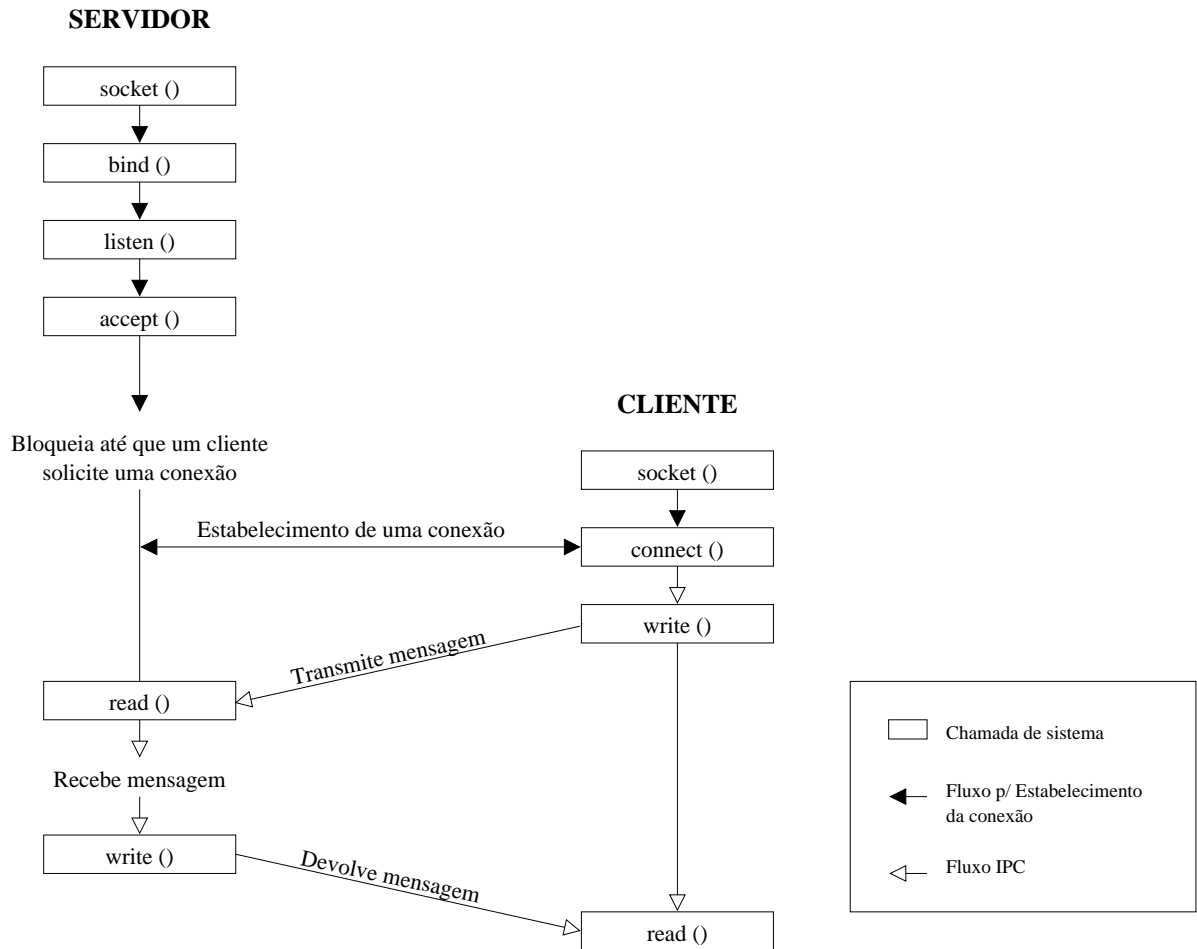 SERVIDOR
socket ()
bind ()
listen ()
accept ()
Bloqueia até que um cliente
solicite uma conexão
CLIENTE
socket ()
Estabelecimento de uma conexão
connect ()
write ()
Transmite mensagem
read ()
Recebe mensagem
write ()
Devolve mensagem
read ()
Chamada de sistema
Fluxo p/ Estabelecimento
da conexão
Fluxo IPC